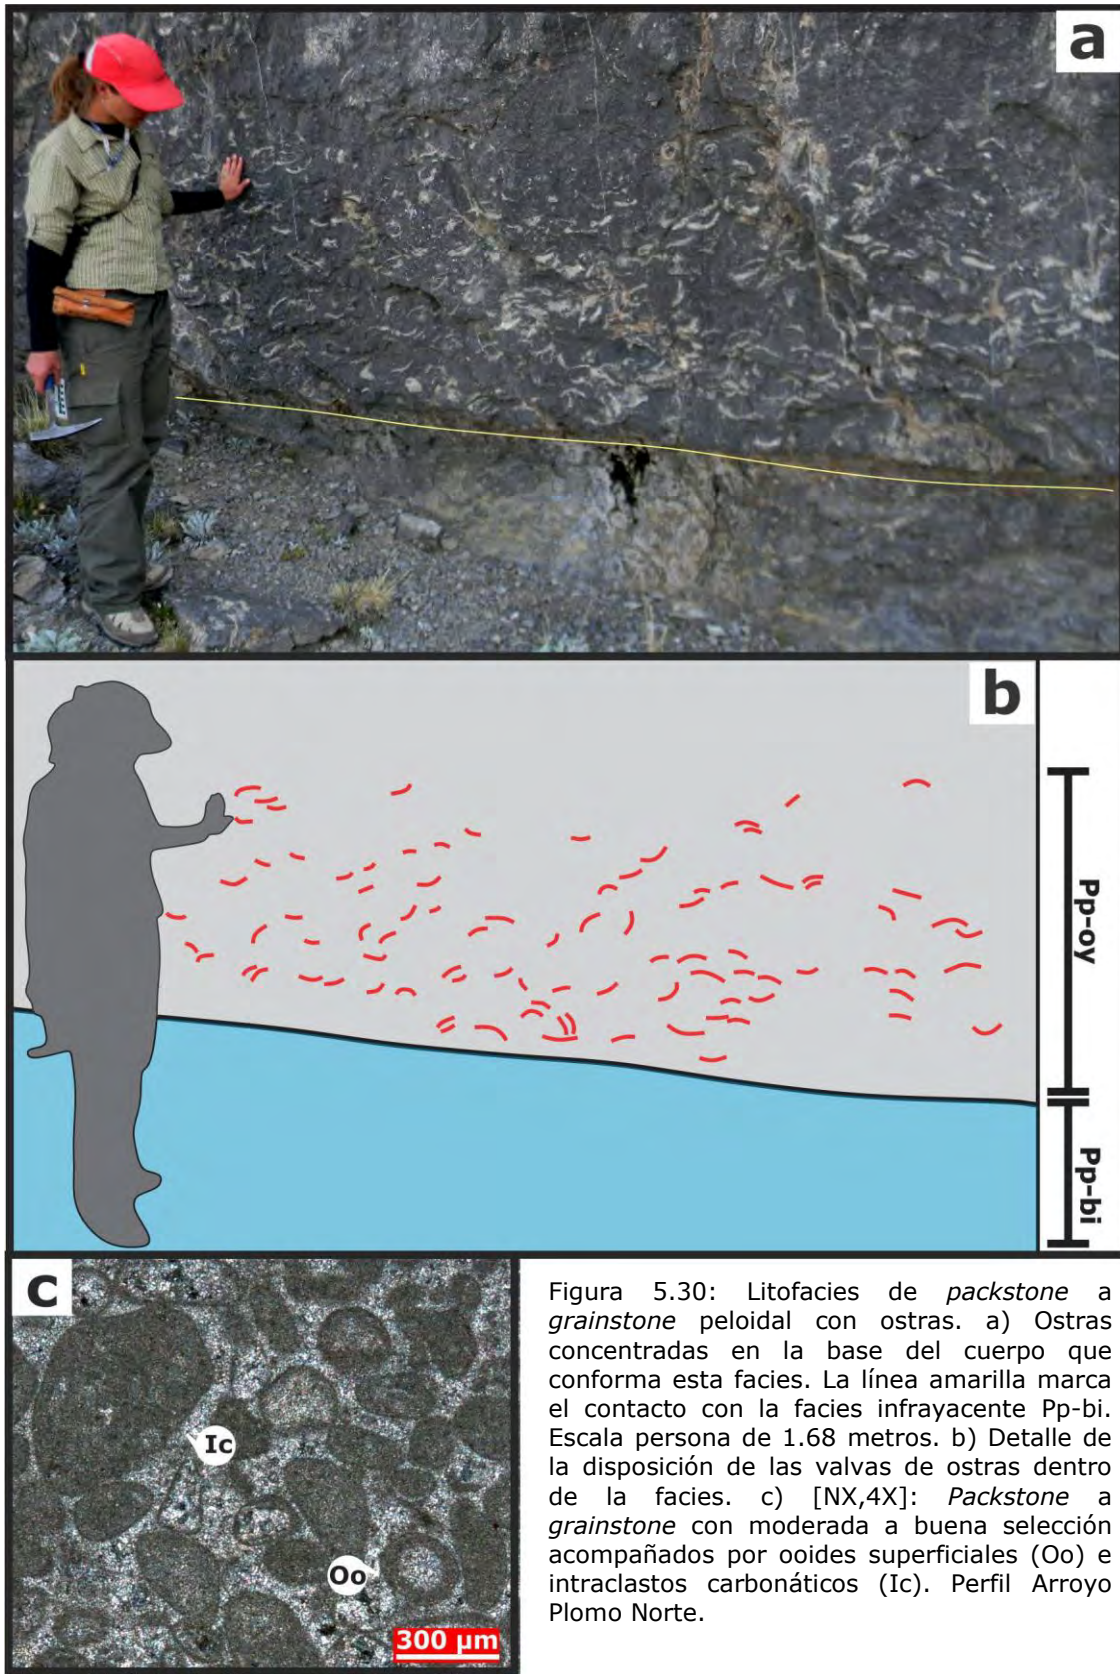 a
b
Pp-oy
Pp-bi
c
Ic
Oo
300 µm
Figura 5.30: Litofacies de packstone a
grainstone peloidal con ostras. a) Ostras
concentradas en la base del cuerpo que
conforma esta facies. La línea amarilla marca
el contacto con la facies infrayacente Pp-bi.
Escala persona de 1.68 metros. b) Detalle de
la disposición de las valvas de ostras dentro
de la facies. c) [NX,4X]: Packstone a
grainstone con moderada a buena selección
acompañados por ooides superficiales (Oo) e
intraclastos carbonáticos (Ic). Perfil Arroyo
Plomo Norte.